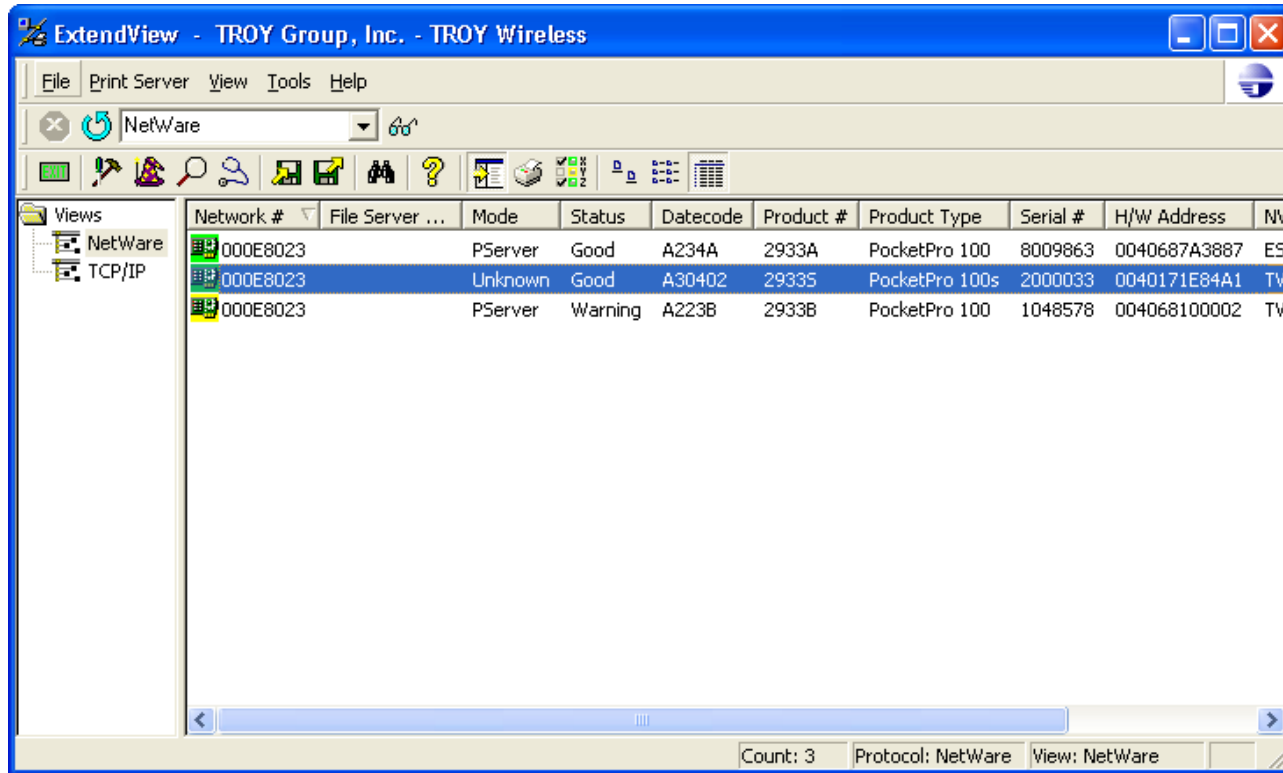 ExtendView - TROY Group, Inc. - TROY Wireless
File Print Server View Tools Help
NetWare
EXIT
Views
NetWare
TCP/IP
Network # File Server ... Mode Status Datecode Product # Product Type Serial # H/W Address
000E8023 PServer Good A234A 2933A PocketPro 100 8009863 0040687A3887 ES
000E8023 Unknown Good A30402 2933S PocketPro 100s 2000033 0040171E84A1
000E8023 PServer Warning A223B 2933B PocketPro 100 1048578 004068100002
Count: 3 Protocol: NetWare View: NetWare